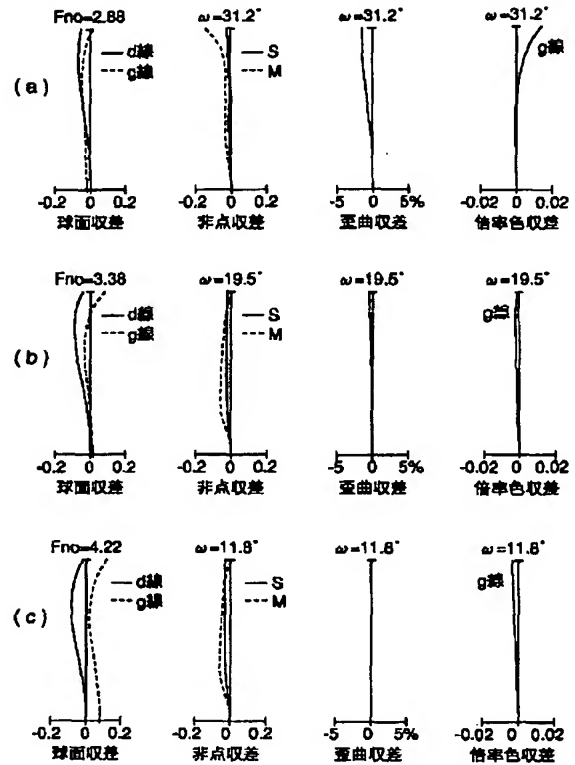 Fno=2.88 ω=31.2° ω=31.2° ω=31.2°
(a)
d線
g線
S
M
g線
-0.2 0 0.2 -0.2 0 0.2 -5 0 5% -0.02 0 0.02
球面収差 非点収差 歪曲収差 倍率色収差
Fno=3.38 ω=19.5° ω=19.5° ω=19.5°
(b)
d線
g線
S
M
g線
-0.2 0 0.2 -0.2 0 0.2 -5 0 5% -0.02 0 0.02
球面収差 非点収差 歪曲収差 倍率色収差
Fno=4.22 ω=11.8° ω=11.8° ω=11.8°
(c)
d線
g線
S
M
g線
-0.2 0 0.2 -0.2 0 0.2 -5 0 5% -0.02 0 0.02
球面収差 非点収差 歪曲収差 倍率色収差